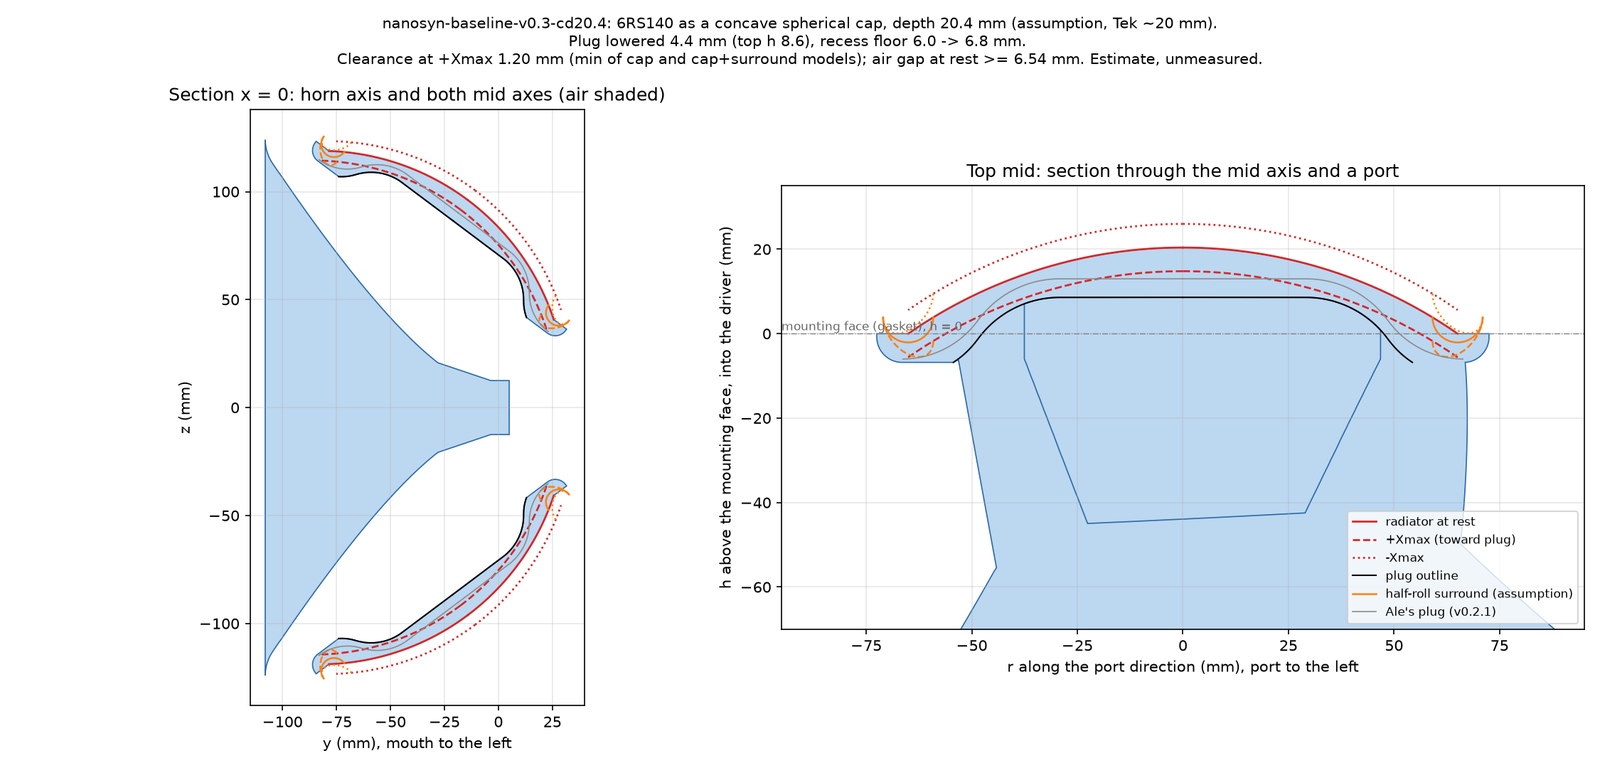 nanosyn-baseline-v0.3-cd20.4: 6RS140 as a concave spherical cap, depth 20.4 mm (assumption, Tek ~20 mm).
Plug lowered 4.4 mm (top h 8.6), recess floor 6.0 -> 6.8 mm.
Clearance at +Xmax 1.20 mm (min of cap and cap+surround models); air gap at rest >= 6.54 mm. Estimate, unmeasured.
Section x = 0: horn axis and both mid axes (air shaded)
100
50
0
−50
−100
z (mm)
−100 −75 −50 −25 0 25
y (mm), mouth to the left
Top mid: section through the mid axis and a port
20
0
−20
−40
−60
h above the mounting face, into the driver (mm)
mounting face (gasket), h = 0
radiator at rest
+Xmax (toward plug)
-Xmax
plug outline
half-roll surround (assumption)
Ale's plug (v0.2.1)
−75 −50 −25 0 25 50 75
r along the port direction (mm), port to the left